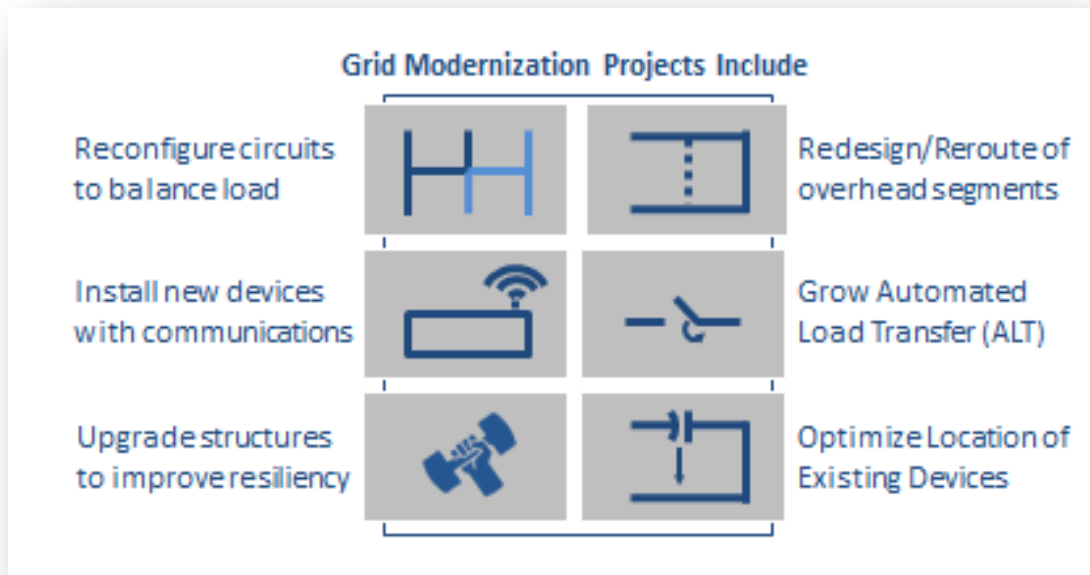 Grid Modernization Projects Include
Reconfigure circuits
to balance load
Redesign/Reroute of
overhead segments
Install new devices
with communications
Grow Automated
Load Transfer (ALT)
Upgrade structures
to improve resiliency
Optimize Location of
Existing Devices